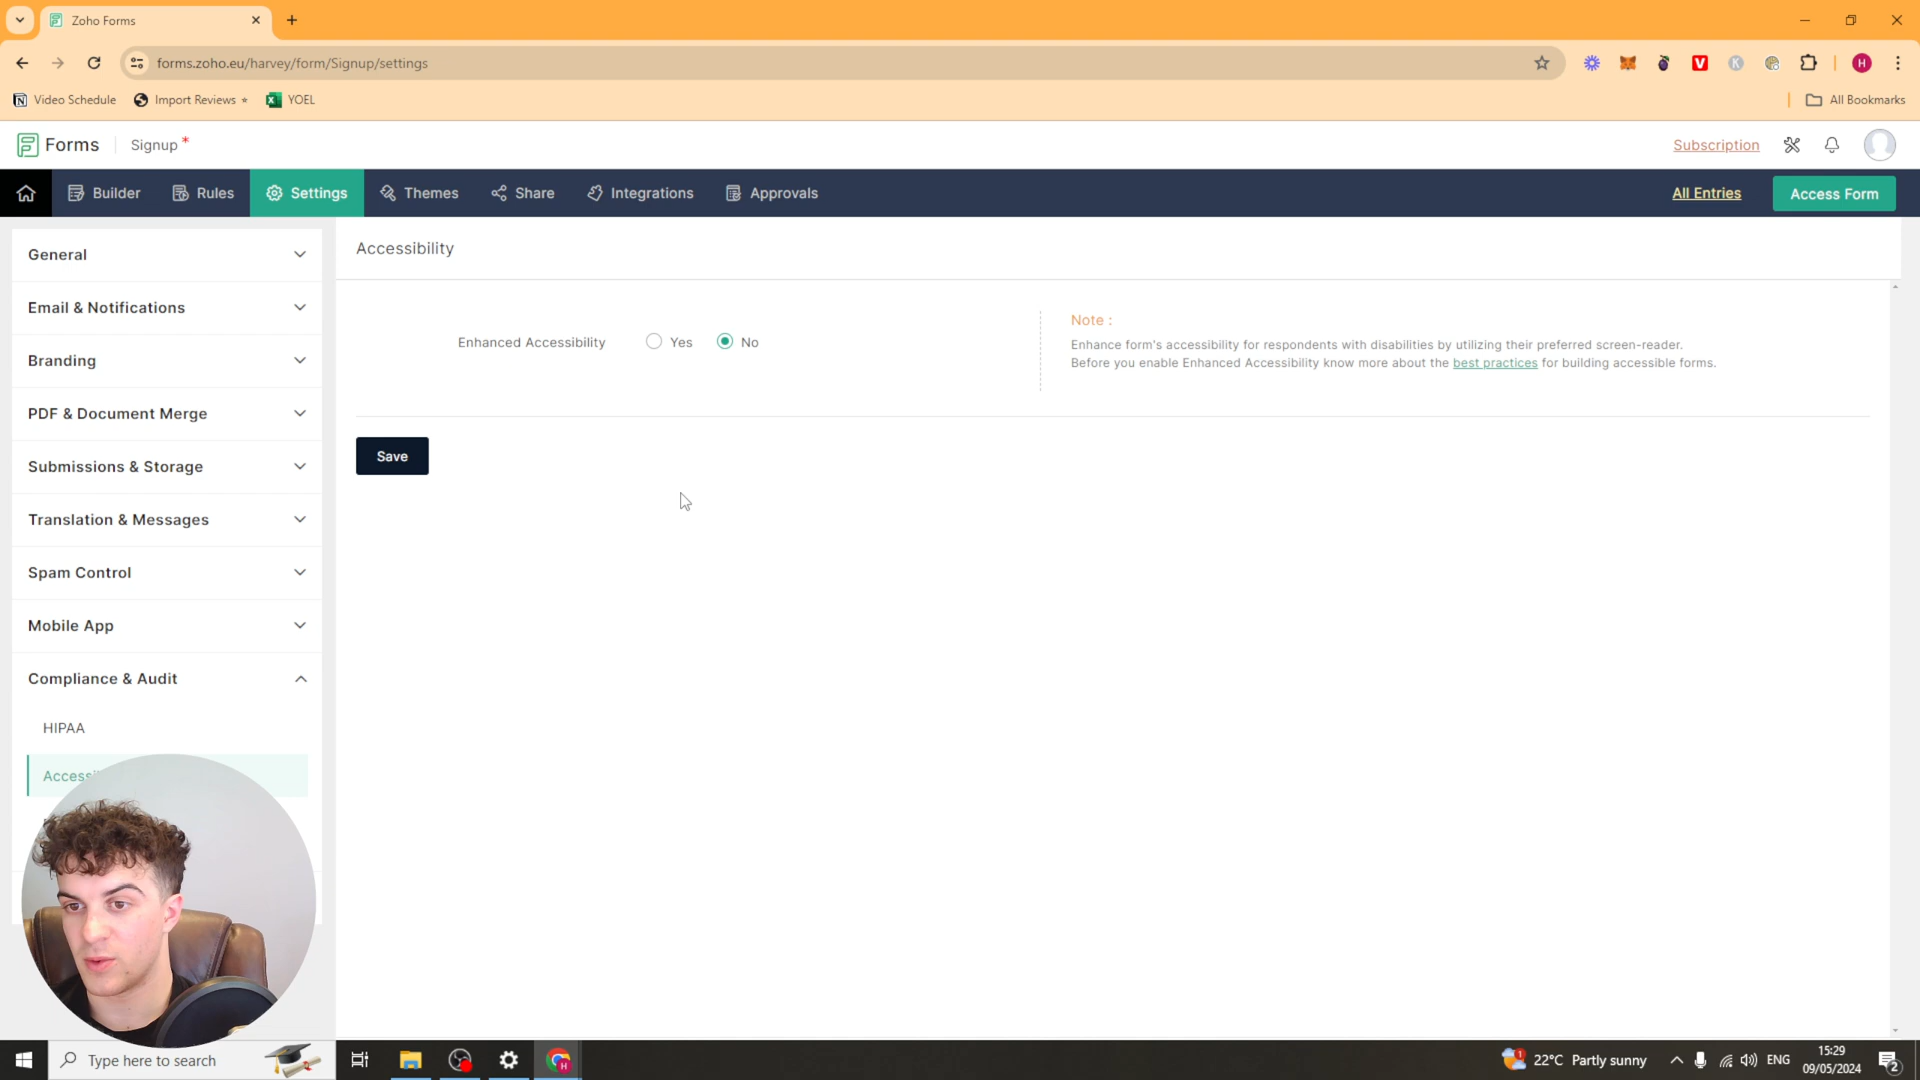 Zoho Forms
forms.zoho.eu/harvey/form/Signup/settings
Video Schedule
Import Reviews
YOEL
All Bookmarks
Forms
Signup *
Subscription
Builder
Rules
Settings
Themes
Share
Integrations
Approvals
All Entries
Access Form
General
Email & Notifications
Branding
PDF & Document Merge
Submissions & Storage
Translation & Messages
Spam Control
Mobile App
Compliance & Audit
HIPAA
Accessibility
Enhanced Accessibility
Yes
No
Note :
Enhance form's accessibility for respondents with disabilities by utilizing their preferred screen-reader.
Before you enable Enhanced Accessibility know more about the best practices for building accessible forms.
Save
Type here to search
22°C Partly sunny
ENG
15:29
09/05/2024
2